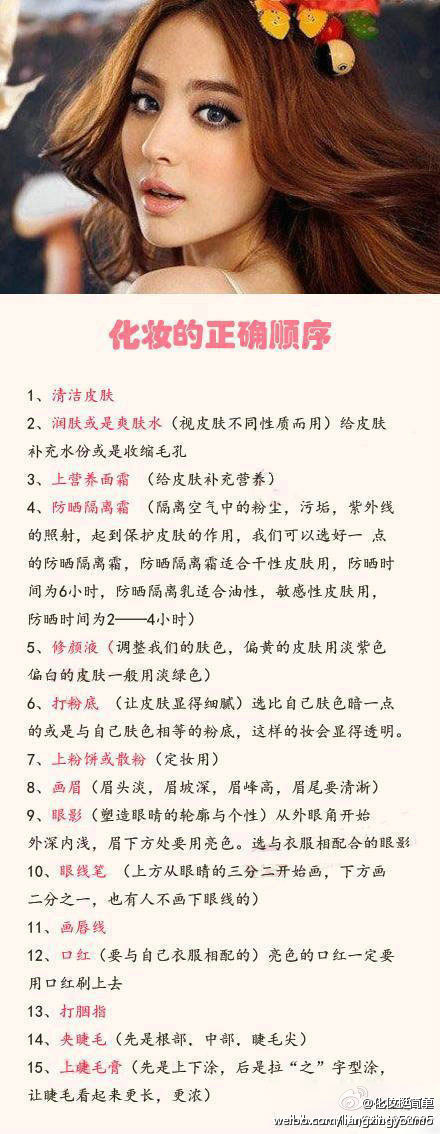 化妆的正确顺序
1、清洁皮肤
2、润肤或是爽肤水（视皮肤不同性质而用）给皮肤
补充水份或是收缩毛孔
3、上营养面霜 （给皮肤补充营养）
4、防晒隔离霜 （隔离空气中的粉尘，污垢，紫外线
的照射，起到保护皮肤的作用，我们可以选好一 点
的防晒隔离霜，防晒隔离霜适合干性皮肤用，防晒时
间为6小时，防晒隔离乳适合油性，敏感性皮肤用，
防晒时间为2——4小时）
5、修颜液（调整我们的肤色，偏黄的皮肤用淡紫色
偏白的皮肤一般用淡绿色）
6、打粉底 （让皮肤显得细腻）选比自己肤色暗一点
的或是与自己肤色相等的粉底，这样的妆会显得透明。
7、上粉饼或散粉（定妆用）
8、画眉（眉头淡，眉坡深，眉峰高，眉尾要清淅）
9、眼影（塑造眼晴的轮廓与个性）从外眼角开始
外深内浅，眉下方处要用亮色。选与衣服相配合的眼影
10、眼线笔 （上方从眼晴的三分之二开始画，下方画
二分之一，也有人不画下眼线的）
11、画唇线
12、口红（要与自己衣服相配的）亮色的口红一定要
用口红刷上去
13、打胭指
14、夹睫毛（先是根部，中部，睫毛尖）
15、上睫毛膏（先是上下涂，后是拉“之”字型涂，
让睫毛看起来更长，更浓）
@化妆挺简单